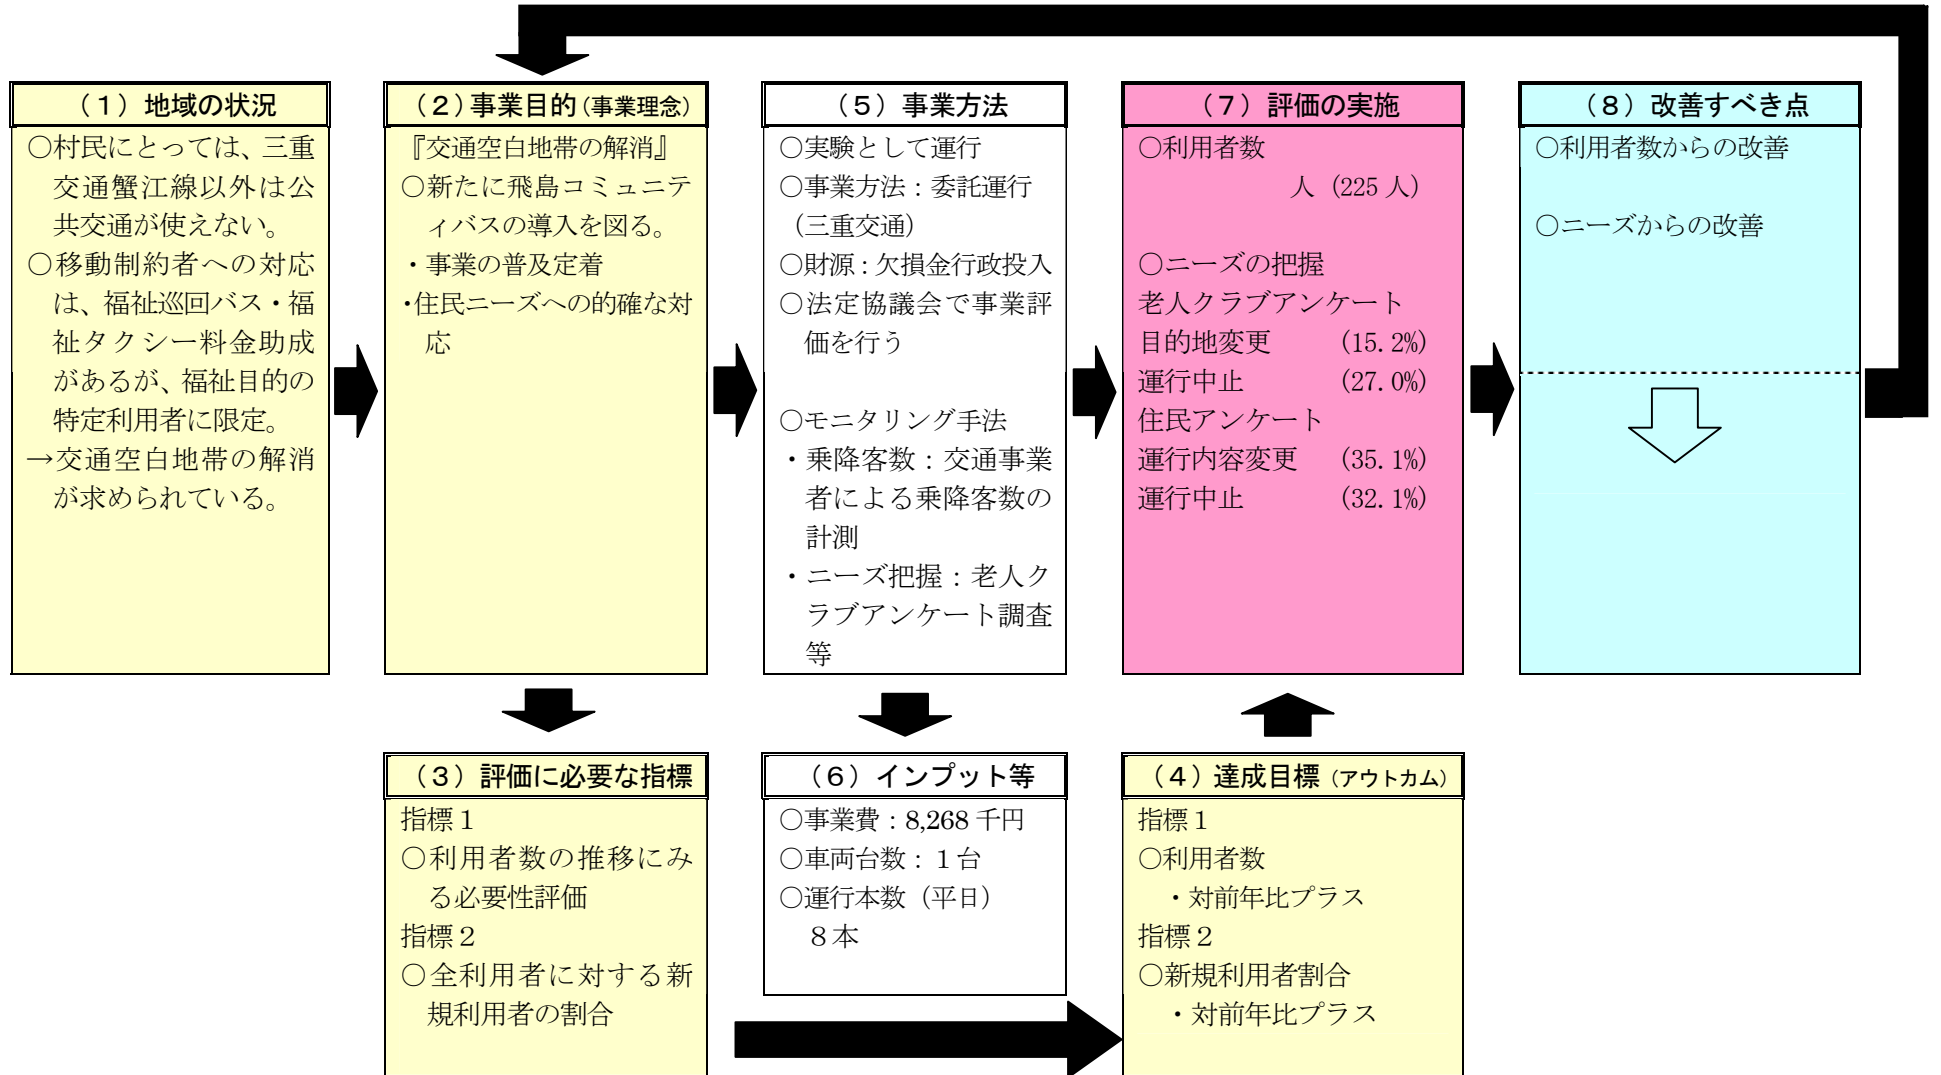 （１）地域の状況
○村民にとっては、三重
交通蟹江線以外は公
共交通が使えない。
○移動制約者への対応
は、福祉巡回バス・福
祉タクシー料金助成
があるが、福祉目的の
特定利用者に限定。
→交通空白地帯の解消
が求められている。
（２）事業目的（事業理念）
『交通空白地帯の解消』
○新たに飛島コミュニテ
ィバスの導入を図る。
・事業の普及定着
・住民ニーズへの的確な対
応
（５）事業方法
○実験として運行
○事業方法：委託運行
（三重交通）
○財源：欠損金行政投入
○法定協議会で事業評
価を行う
○モニタリング手法
・乗降客数：交通事業
者による乗降客数の
計測
・ニーズ把握：老人ク
ラブアンケート調査
等
（７）評価の実施
○利用者数
人（225 人）
○ニーズの把握
老人クラブアンケート
目的地変更　（15.2%）
運行中止　（27.0%）
住民アンケート
運行内容変更　（35.1%）
運行中止　（32.1%）
（８）改善すべき点
○利用者数からの改善
○ニーズからの改善
（３）評価に必要な指標
指標１
○利用者数の推移にみ
る必要性評価
指標２
○全利用者に対する新
規利用者の割合
（６）インプット等
○事業費：8,268 千円
○車両台数：１台
○運行本数（平日）
８本
（４）達成目標（アウトカム）
指標１
○利用者数
・対前年比プラス
指標２
○新規利用者割合
・対前年比プラス